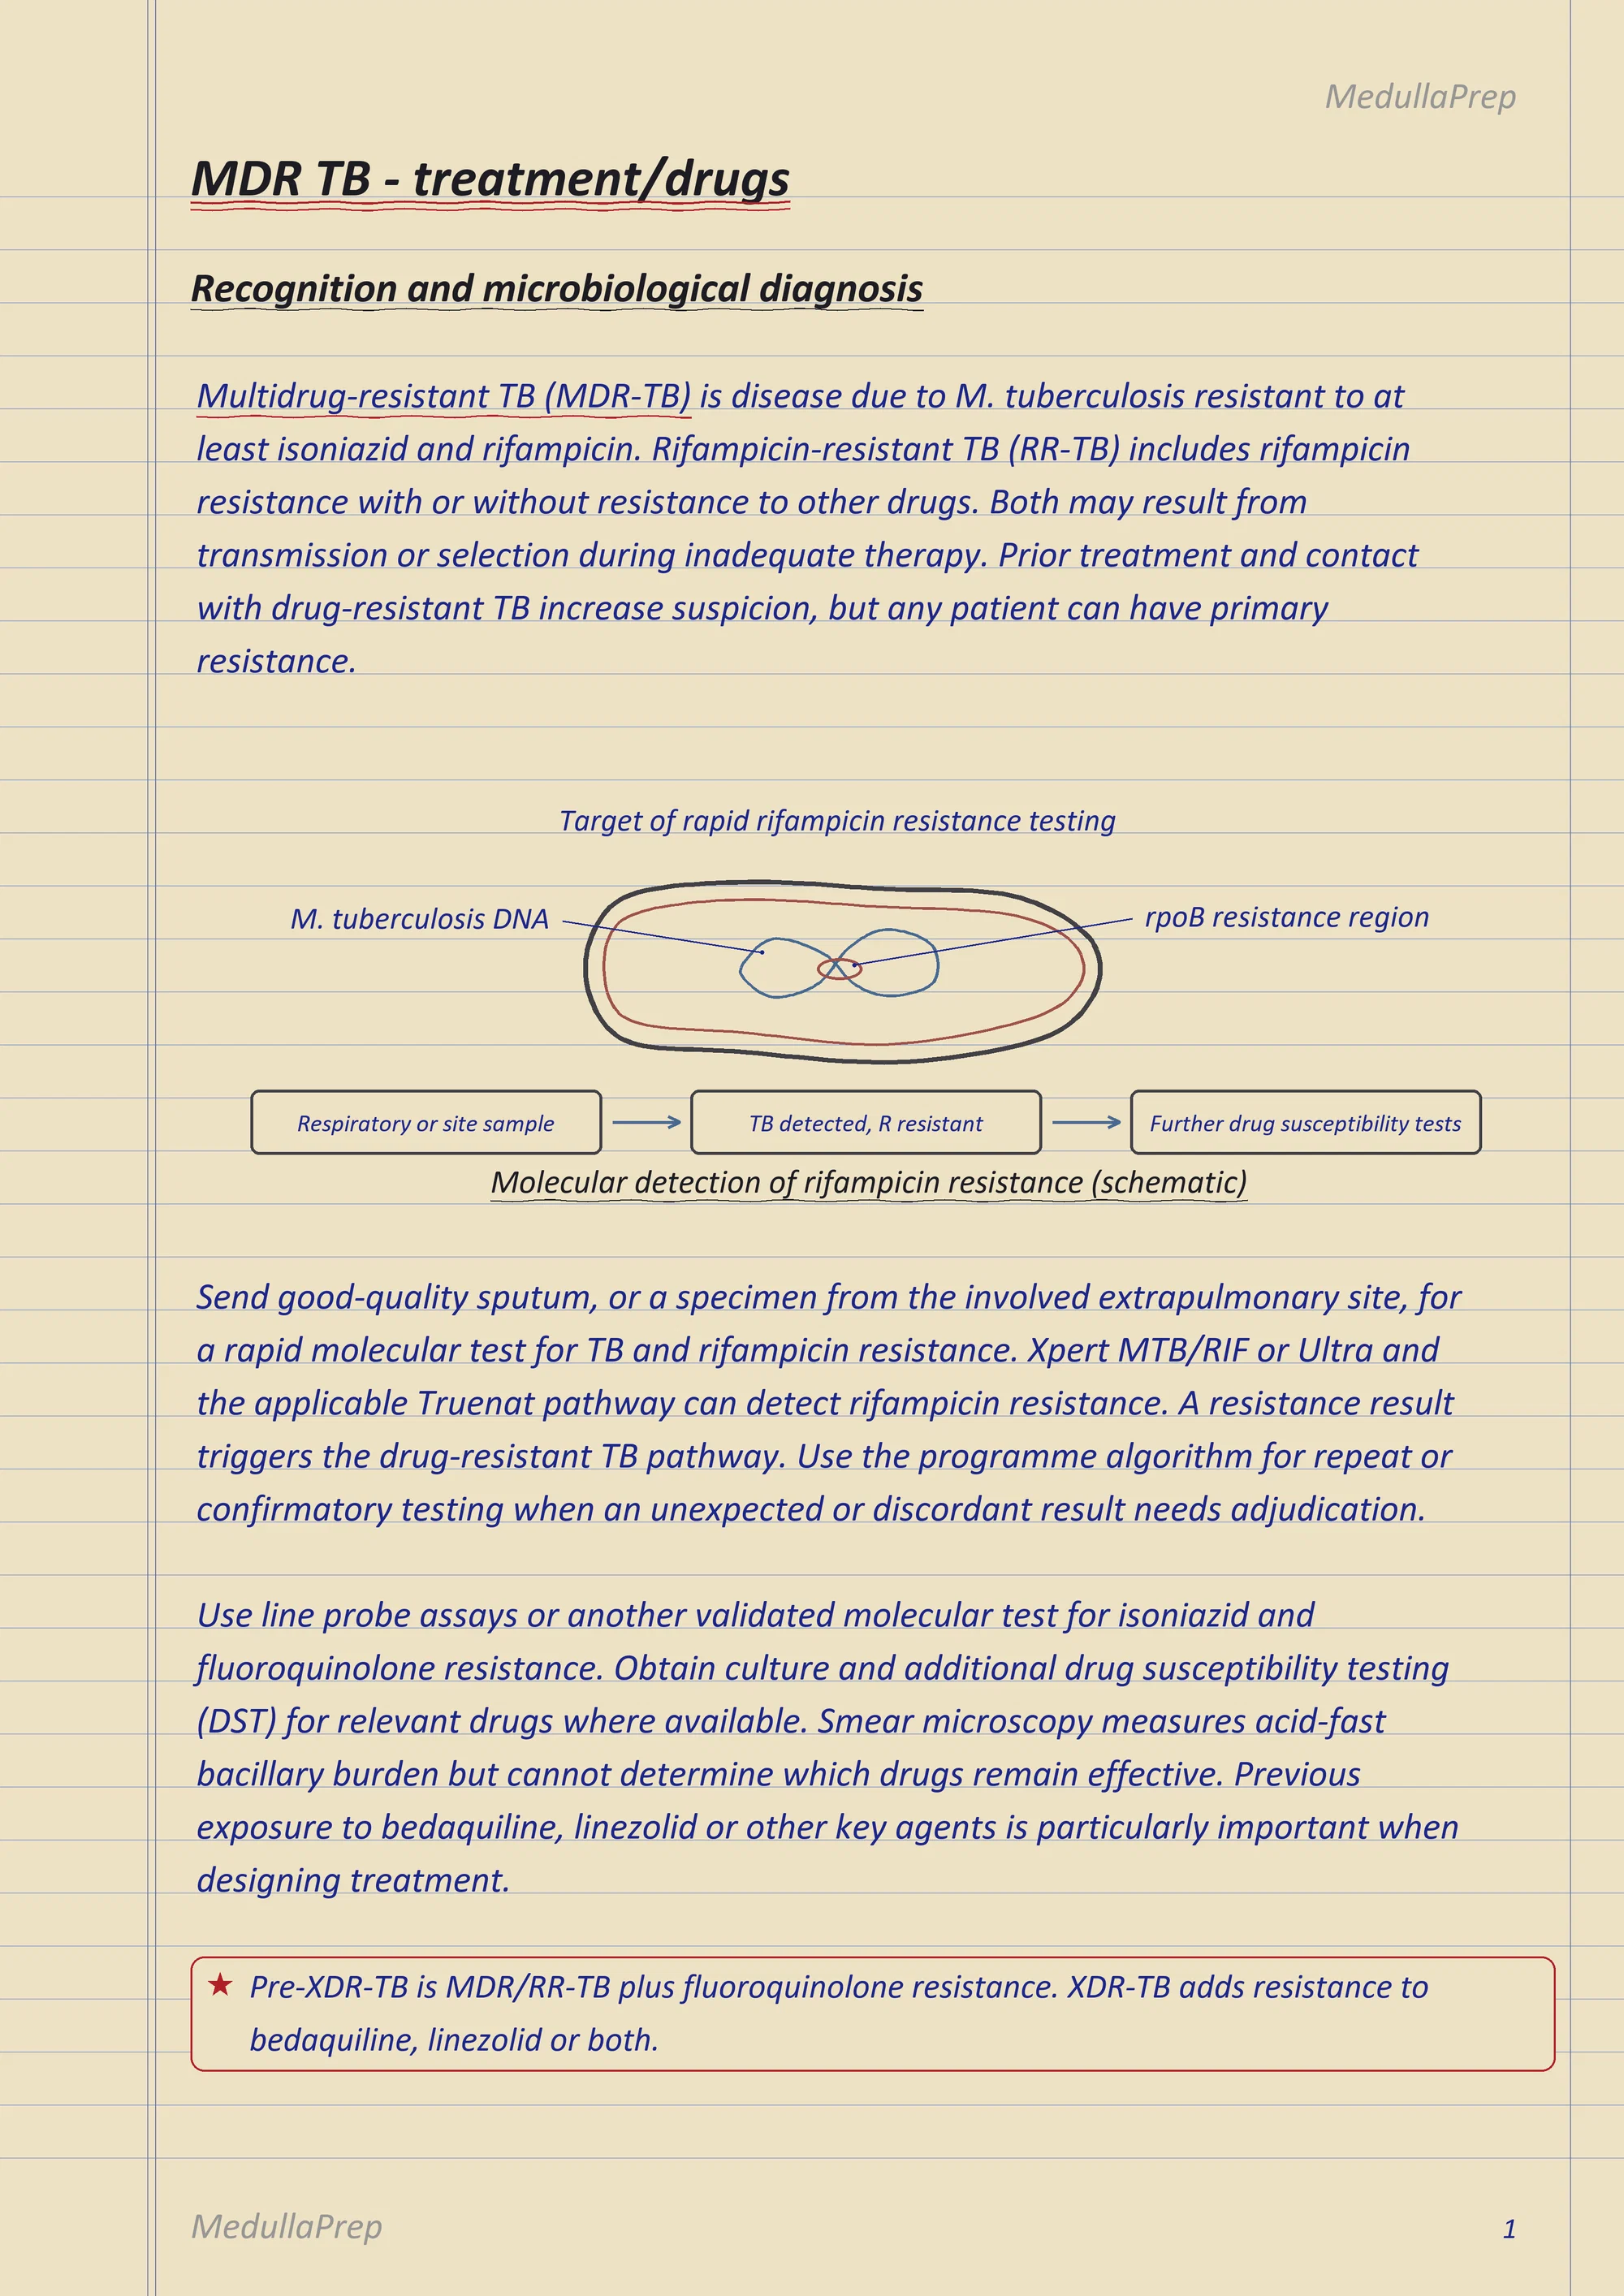 MedullaPrep
MDR TB - treatment/drugs
Recognition and microbiological diagnosis
Multidrug-resistant TB (MDR-TB) is disease due to M. tuberculosis resistant to at
least isoniazid and rifampicin. Rifampicin-resistant TB (RR-TB) includes rifampicin
resistance with or without resistance to other drugs. Both may result from
transmission or selection during inadequate therapy. Prior treatment and contact
with drug-resistant TB increase suspicion, but any patient can have primary
resistance.
Target of rapid rifampicin resistance testing
M. tuberculosis DNA
rpoB resistance region
Respiratory or site sample
TB detected, R resistant
Further drug susceptibility tests
Molecular detection of rifampicin resistance (schematic)
Send good-quality sputum, or a specimen from the involved extrapulmonary site, for
a rapid molecular test for TB and rifampicin resistance. Xpert MTB/RIF or Ultra and
the applicable Truenat pathway can detect rifampicin resistance. A resistance result
triggers the drug-resistant TB pathway. Use the programme algorithm for repeat or
confirmatory testing when an unexpected or discordant result needs adjudication.
Use line probe assays or another validated molecular test for isoniazid and
fluoroquinolone resistance. Obtain culture and additional drug susceptibility testing
(DST) for relevant drugs where available. Smear microscopy measures acid-fast
bacillary burden but cannot determine which drugs remain effective. Previous
exposure to bedaquiline, linezolid or other key agents is particularly important when
designing treatment.
★ Pre-XDR-TB is MDR/RR-TB plus fluoroquinolone resistance. XDR-TB adds resistance to
bedaquiline, linezolid or both.
MedullaPrep
1